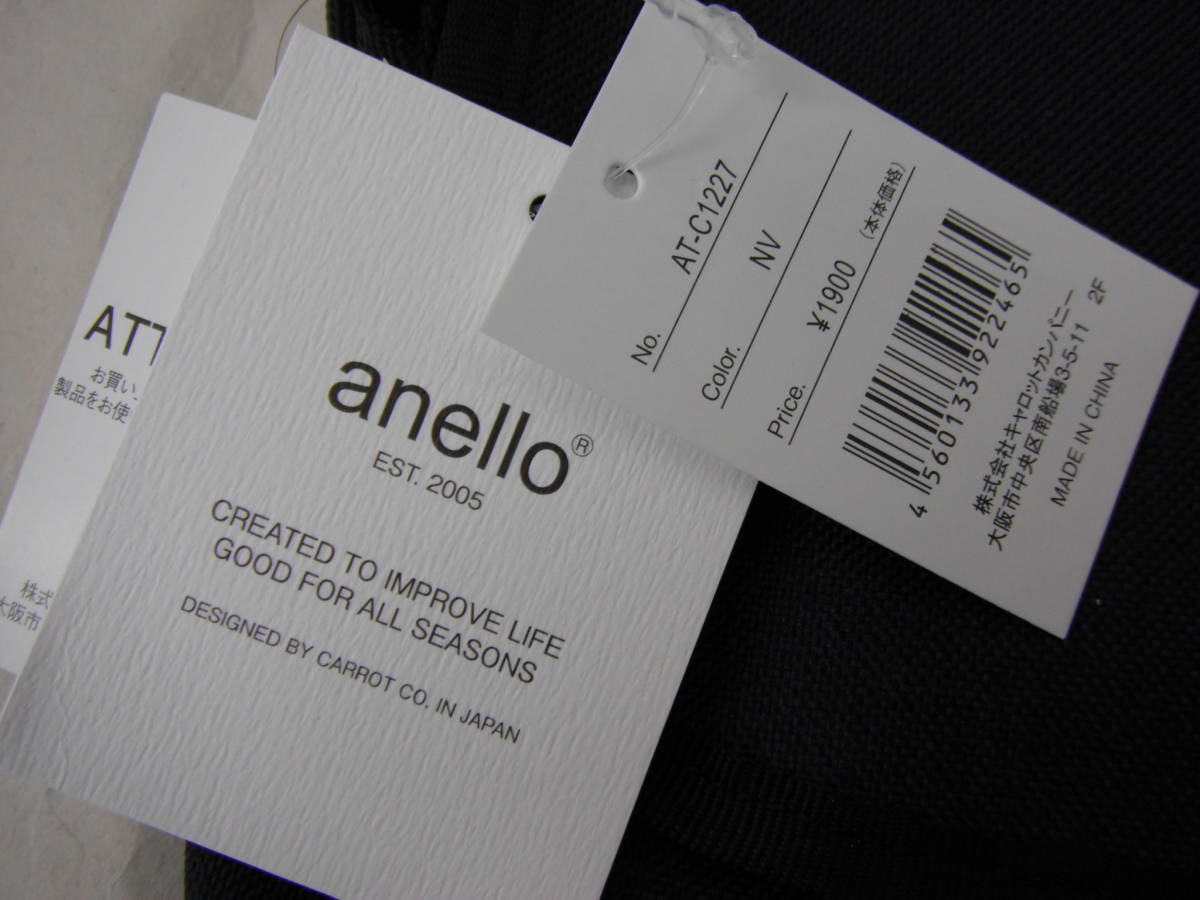 ATT
お買い
製品をお使
株式
大阪市
anello®
EST. 2005
CREATED TO IMPROVE LIFE
GOOD FOR ALL SEASONS
DESIGNED BY CARROT CO. IN JAPAN
No. AT-C1227
Color. NV
Price. ¥1900 (本体価格)
4 560133 922465
株式会社キャロットカンパニー
大阪市中央区南船場3-5-11 2F
MADE IN CHINA